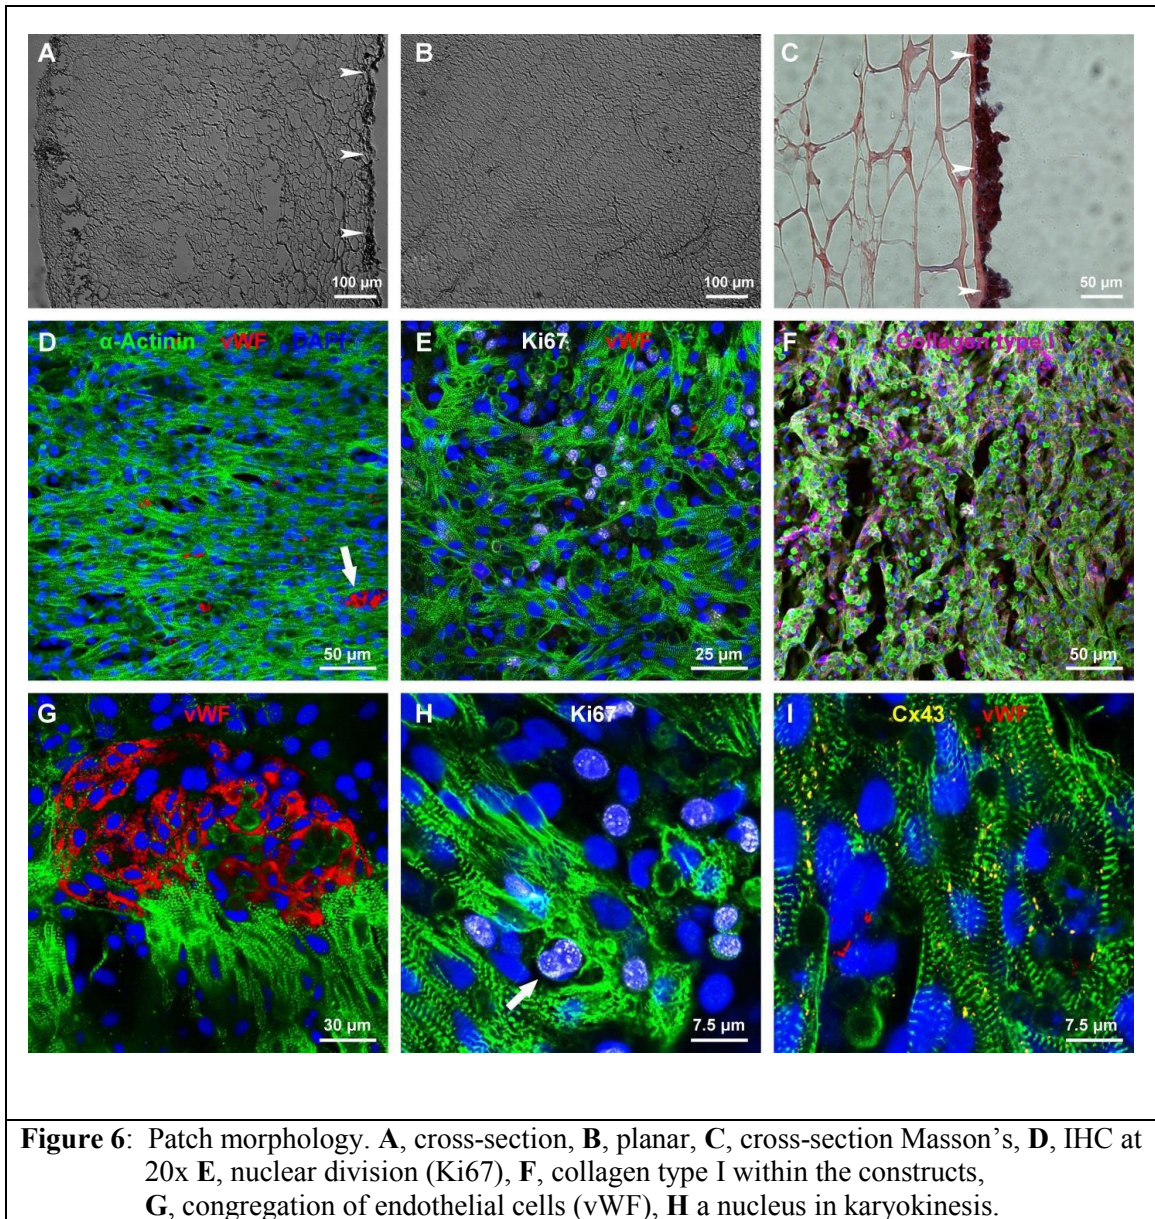 A
B
C
100 µm
100 µm
50 µm
D α-Actinin vWF DAPI
E Ki67 vWF
F Collagen type I
50 µm
25 µm
50 µm
G vWF
H Ki67
I Cx43 vWF
30 µm
7.5 µm
7.5 µm
Figure 6: Patch morphology. A, cross-section, B, planar, C, cross-section Masson's, D, IHC at
20x E, nuclear division (Ki67), F, collagen type I within the constructs,
G, congregation of endothelial cells (vWF), H a nucleus in karyokinesis.